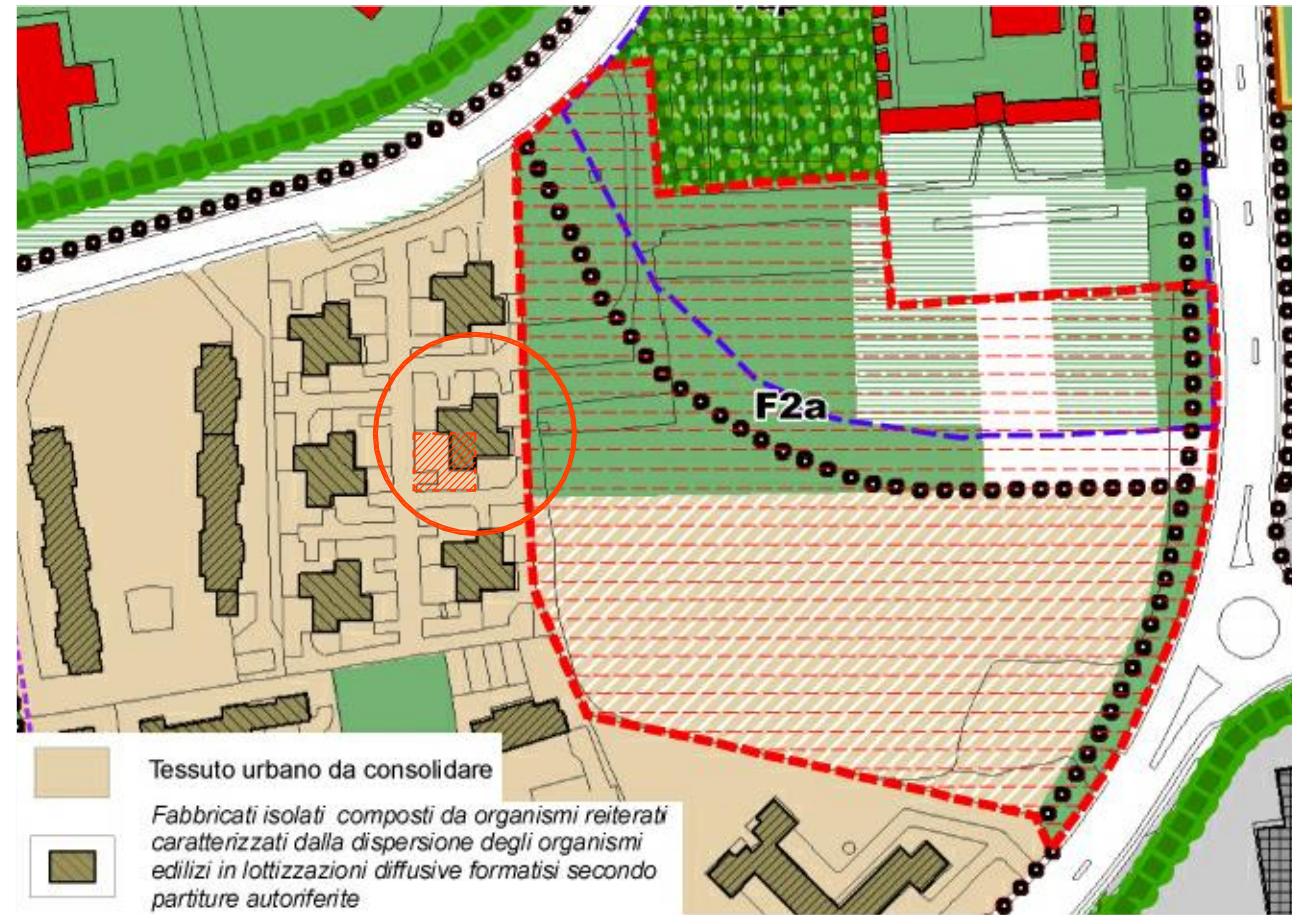 F2a
Tessuto urbano da consolidare
Fabbricati isolati composti da organismi reiterati
caratterizzati dalla dispersione degli organismi
edilizi in lottizzazioni diffusive formatisi secondo
partiture autoriferite